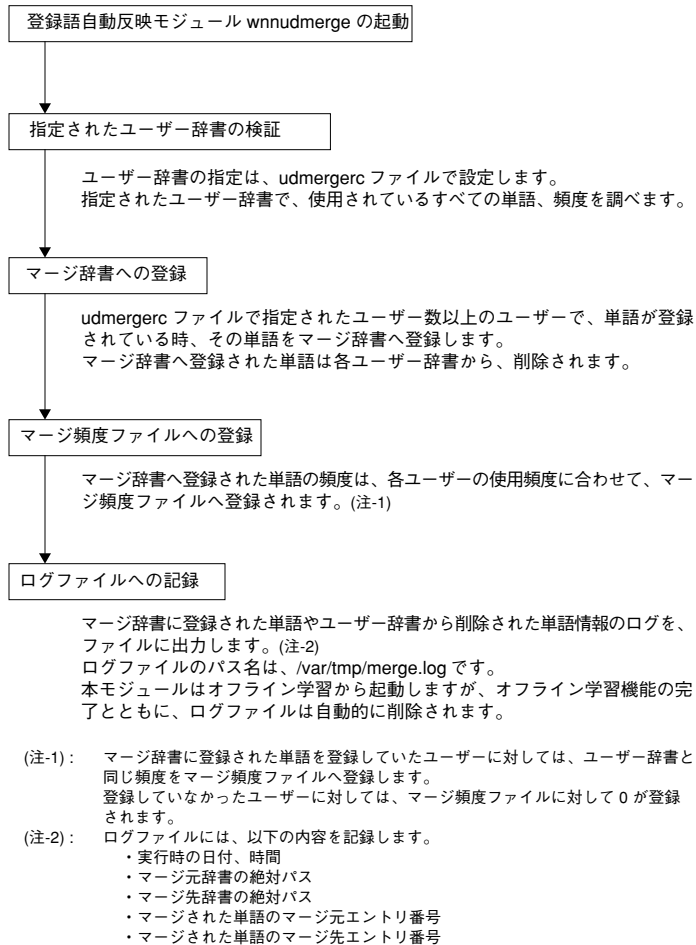 登録語自動反映モジュール wnnudmerge の起動
指定されたユーザー辞書の検証
ユーザー辞書の指定は、udmergerc ファイルで設定します。
指定されたユーザー辞書で、使用されているすべての単語、頻度を調べます。
マージ辞書への登録
udmergerc ファイルで指定されたユーザー数以上のユーザーで、単語が登録
されている時、その単語をマージ辞書へ登録します。
マージ辞書へ登録された単語は各ユーザー辞書から、削除されます。
マージ頻度ファイルへの登録
マージ辞書へ登録された単語の頻度は、各ユーザーの使用頻度に合わせて、マー
ジ頻度ファイルへ登録されます。(注-1)
ログファイルへの記録
マージ辞書に登録された単語やユーザー辞書から削除された単語情報のログを、
ファイルに出力します。(注-2)
ログファイルのパス名は、/var/tmp/merge.log です。
本モジュールはオフライン学習から起動しますが、オフライン学習機能の完
了とともに、ログファイルは自動的に削除されます。
(注-1) : マージ辞書に登録された単語を登録していたユーザーに対しては、ユーザー辞書と
同じ頻度をマージ頻度ファイルへ登録します。
登録していなかったユーザーに対しては、マージ頻度ファイルに対して 0 が登録
されます。
(注-2) : ログファイルには、以下の内容を記録します。
・実行時の日付、時間
・マージ元辞書の絶対パス
・マージ先辞書の絶対パス
・マージされた単語のマージ元エントリ番号
・マージされた単語のマージ先エントリ番号